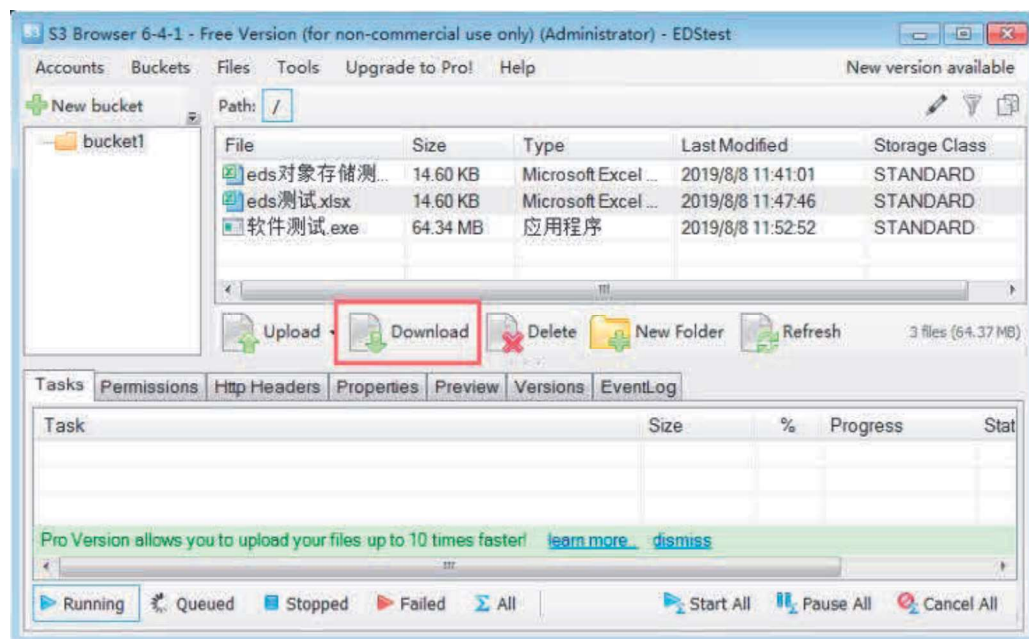 S3 Browser 6-4-1 - Free Version (for non-commercial use only) (Administrator) - EDStest
Accounts Buckets Files Tools Upgrade to Pro! Help New version available
New bucket Path: /
bucket1
File Size Type Last Modified Storage Class
eds对象存储测... 14.60 KB Microsoft Excel ... 2019/8/8 11:41:01 STANDARD
eds测试.xlsx 14.60 KB Microsoft Excel ... 2019/8/8 11:47:46 STANDARD
软件测试.exe 64.34 MB 应用程序 2019/8/8 11:52:52 STANDARD
Upload Download Delete New Folder Refresh 3 files (64.37 MB)
Tasks Permissions Http Headers Properties Preview Versions EventLog
Task Size % Progress Stat
Pro Version allows you to upload your files up to 10 times faster! learn more dismiss
Running Queued Stopped Failed All Start All Pause All Cancel All